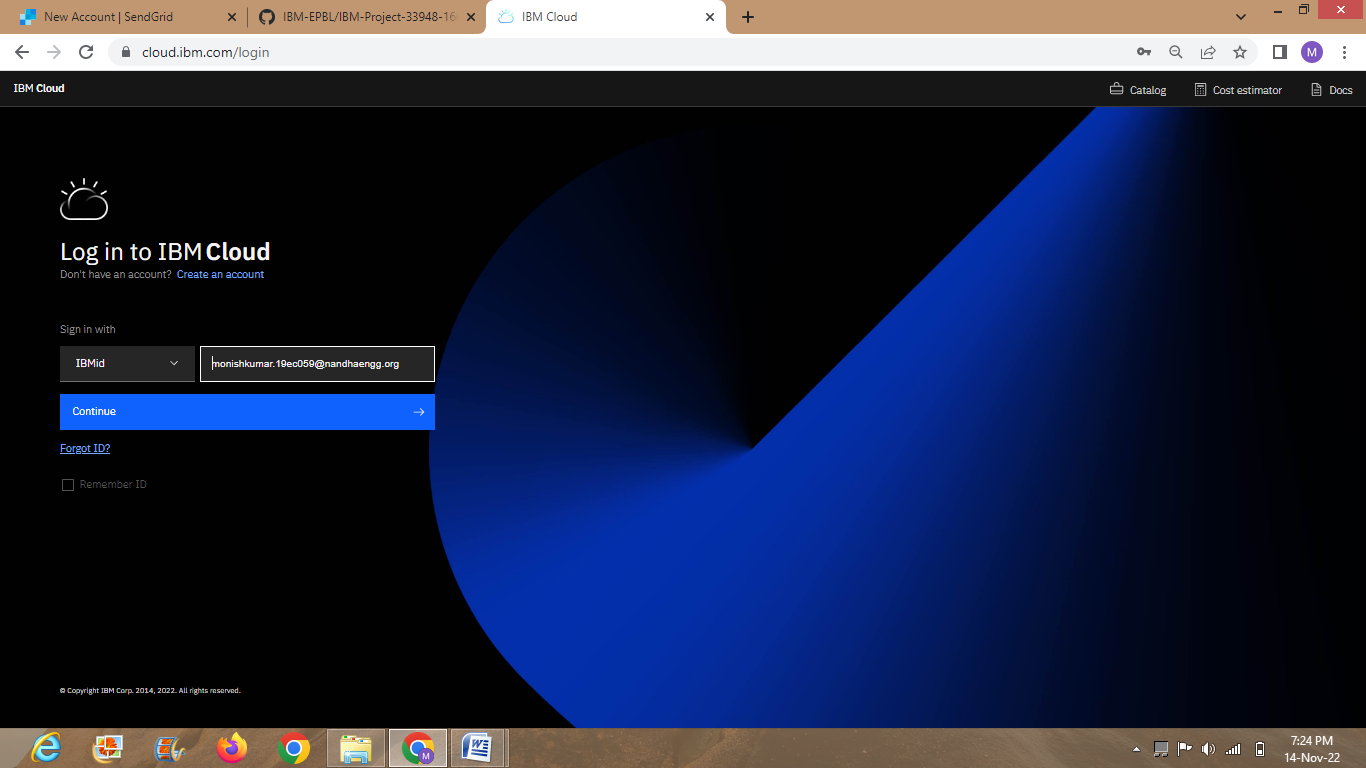 New Account | SendGrid
IBM-EPBL/IBM-Project-33948-16
IBM Cloud
cloud.ibm.com/login
M
IBM Cloud
Catalog
Cost estimator
Docs
Log in to IBM Cloud
Don't have an account? Create an account
Sign in with
IBMid
monishkumar.19ec059@nandhaengg.org
Continue
Forgot ID?
Remember ID
© Copyright IBM Corp. 2014, 2022. All rights reserved.
M
7:24 PM
14-Nov-22